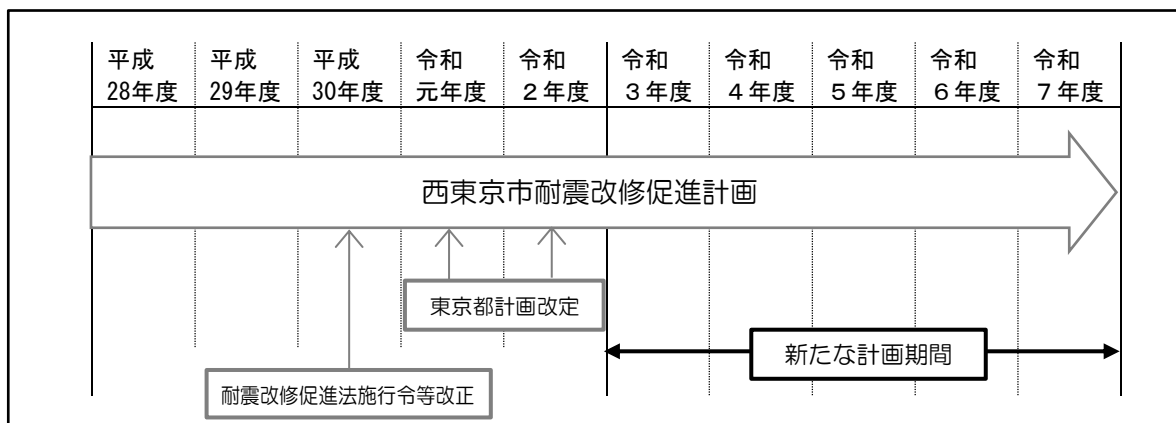 平成 平成 平成 令和 令和 令和 令和 令和 令和 令和
28年度 29年度 30年度 元年度 2年度 3年度 4年度 5年度 6年度 7年度
西東京市耐震改修促進計画
東京都計画改定
新たな計画期間
耐震改修促進法施行令等改正